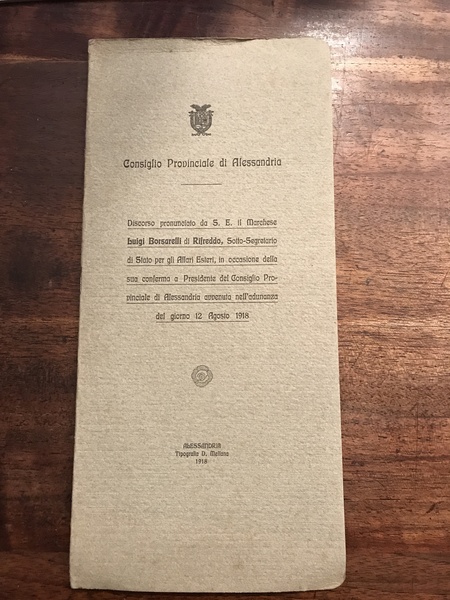 Consiglio Provinciale di Alessandria
Discorso pronunciato da S. E. il Marchese
Luigi Borsarelli di Rifreddo, Sotto-Segretario
di Stato per gli Affari Esteri, in occasione della
sua conferma a Presidente del Consiglio Pro-
vinciale di Alessandria avvenuta nell'adunanza
del giorno 12 Agosto 1918
ALESSANDRIA
Tipografia D. Mellana
1918